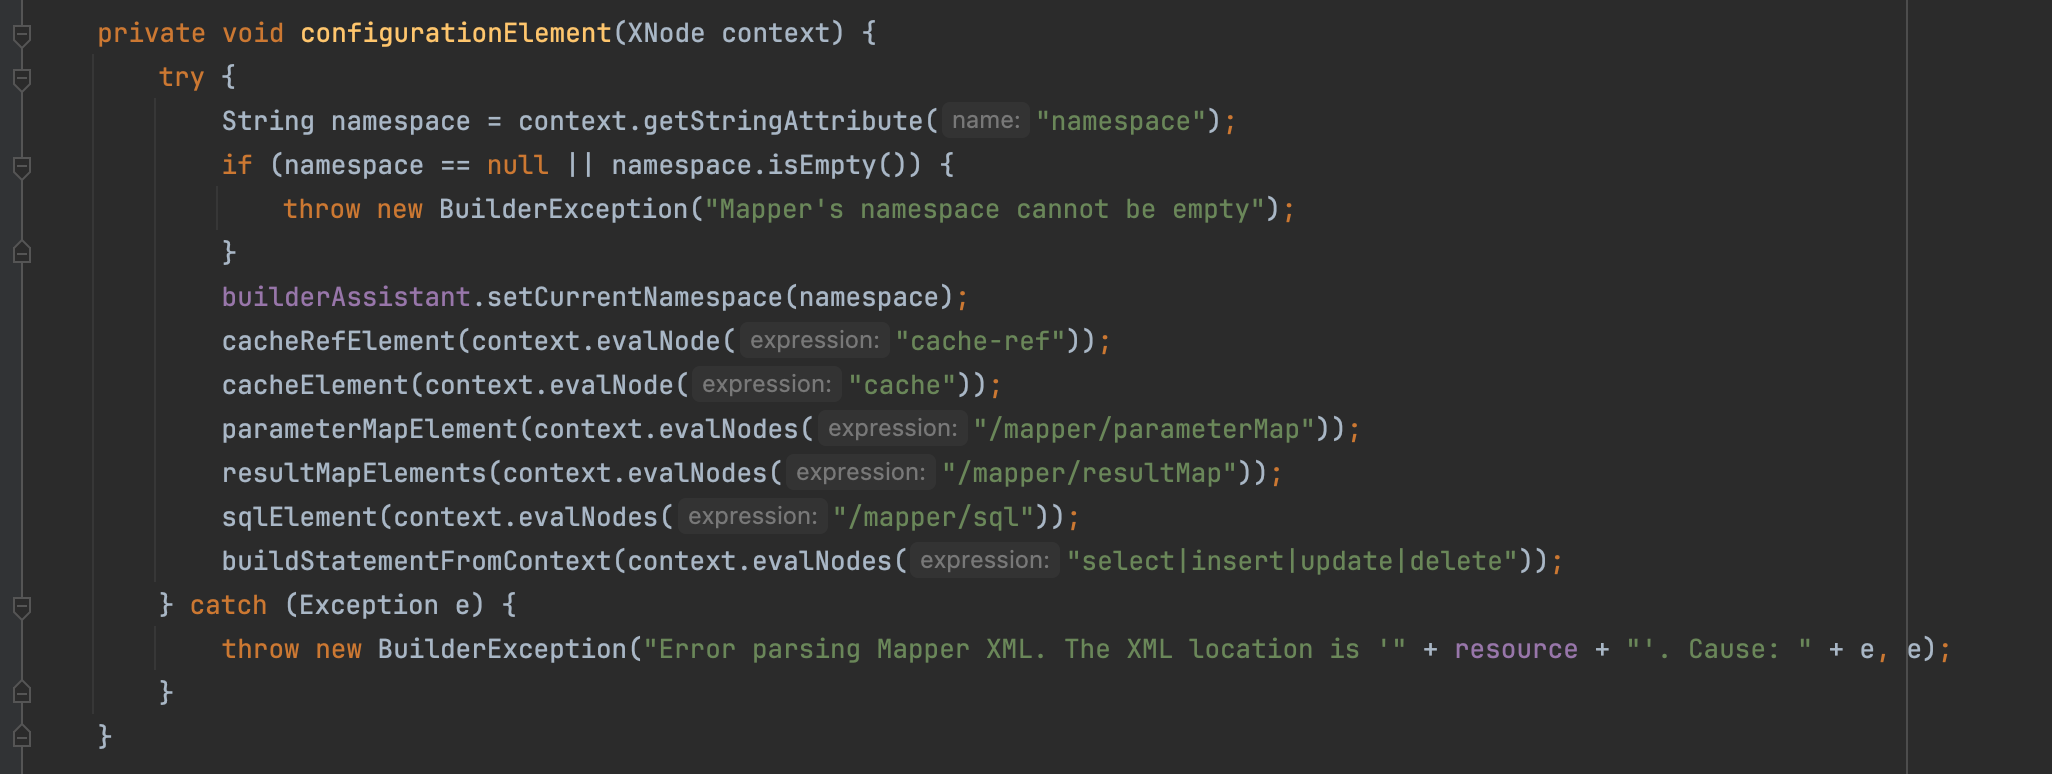 private void configurationElement(XNode context) {
try {
String namespace = context.getStringAttribute( name: "namespace");
if (namespace == null || namespace.isEmpty()) {
throw new BuilderException("Mapper's namespace cannot be empty");
}
builderAssistant.setCurrentNamespace(namespace);
cacheRefElement(context.evalNode( expression: "cache-ref"));
cacheElement(context.evalNode( expression: "cache"));
parameterMapElement(context.evalNodes( expression: "/mapper/parameterMap"));
resultMapElements(context.evalNodes( expression: "/mapper/resultMap"));
sqlElement(context.evalNodes( expression: "/mapper/sql"));
buildStatementFromContext(context.evalNodes( expression: "select|insert|update|delete"));
} catch (Exception e) {
throw new BuilderException("Error parsing Mapper XML. The XML location is '" + resource + "'. Cause: " + e, e);
}
}